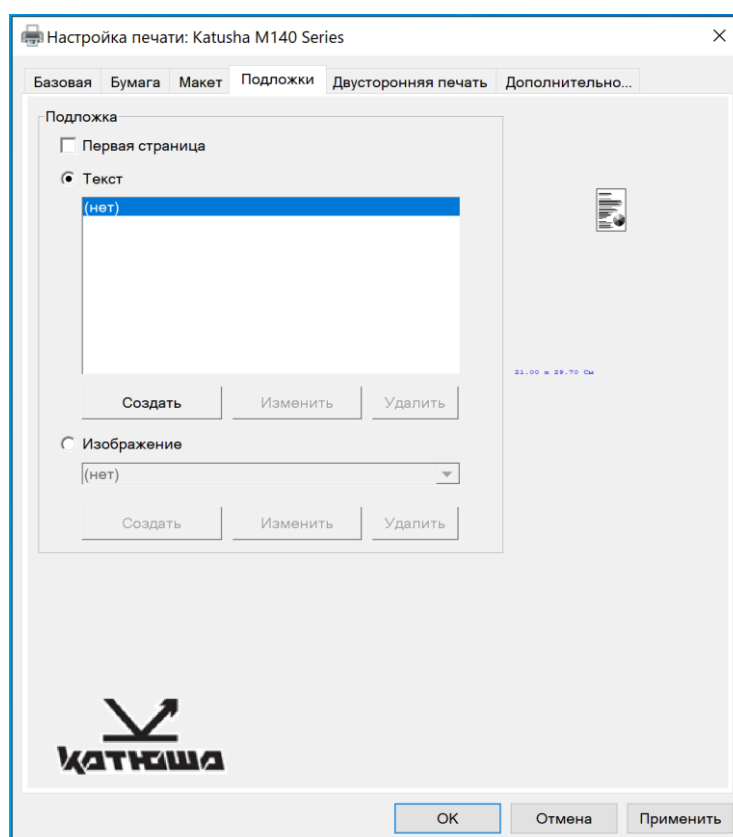 Настройка печати: Katusha M140 Series
Базовая Бумага Макет Подложки Двусторонняя печать Дополнительно...
Подложка
Первая страница
Текст
(нет)
21.00 x 29.70 См
Создать Изменить Удалить
Изображение
(нет)
Создать Изменить Удалить
катюша
OK Отмена Применить